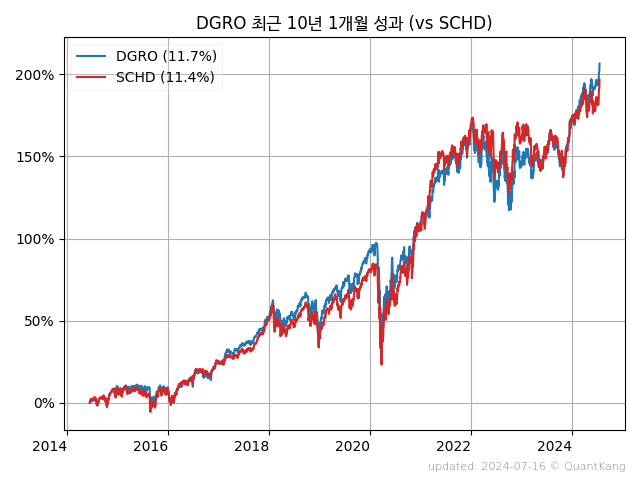 DGRO 최근 10년 1개월 성과 (vs SCHD)
DGRO (11.7%)
SCHD (11.4%)
200%
150%
100%
50%
0%
2014 2016 2018 2020 2022 2024
updated: 2024-07-16 © QuantKang